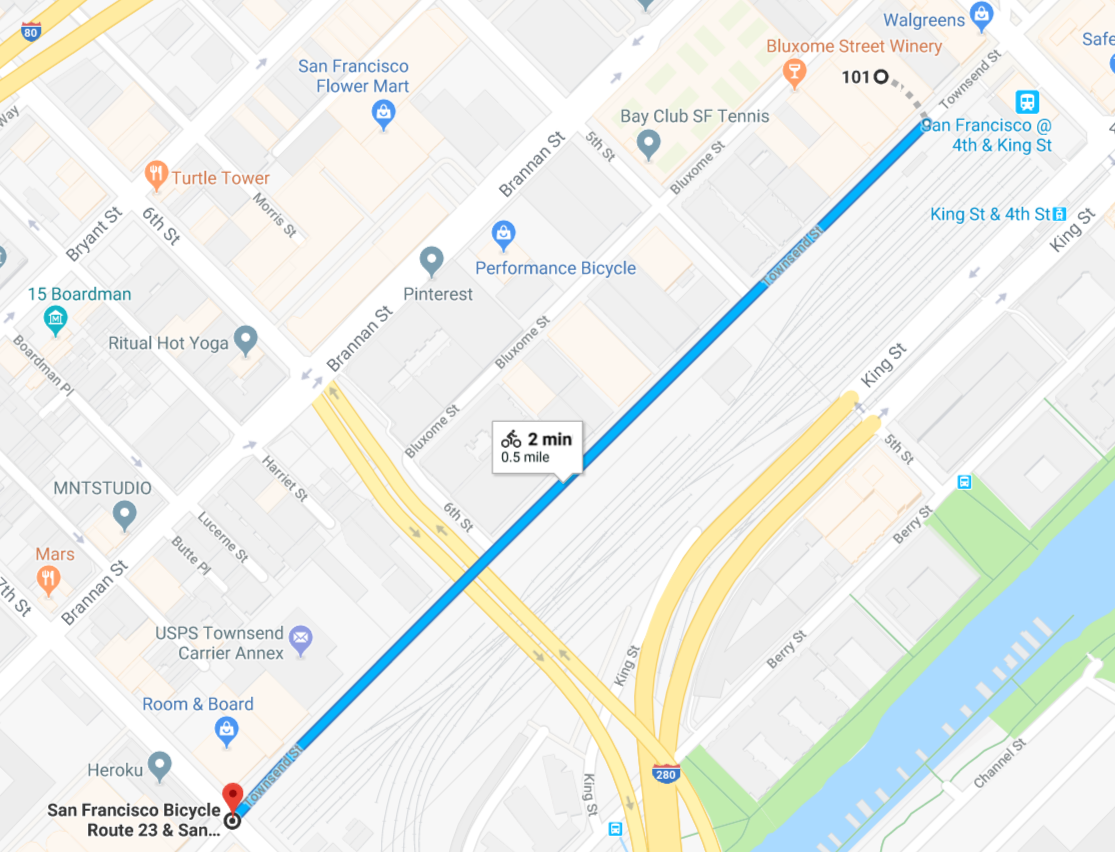 80
Walgreens
Bluxome Street Winery
Safe
101
Townsend St
San Francisco
Flower Mart
Way
Bay Club SF Tennis
San Francisco @
4th & King St
4
Brannan St
5th St
Bluxome St
Turtle Tower
Morris St
Bryant St
6th St
King St & 4th St
King St
Performance Bicycle
Townsend St
Pinterest
15 Boardman
Ritual Hot Yoga
Brannan St
Bluxome St
Boardman Pl
King St
Bluxome St
2 min
0.5 mile
5th St
Harriet St
MNTSTUDIO
6th St
Berry St
Lucerne St
Butte Pl
Mars
Brannan St
7th St
USPS Townsend
Carrier Annex
King St
Berry St
Room & Board
Townsend St
Heroku
280
Channel St
King St
San Francisco Bicycle
Route 23 & San...